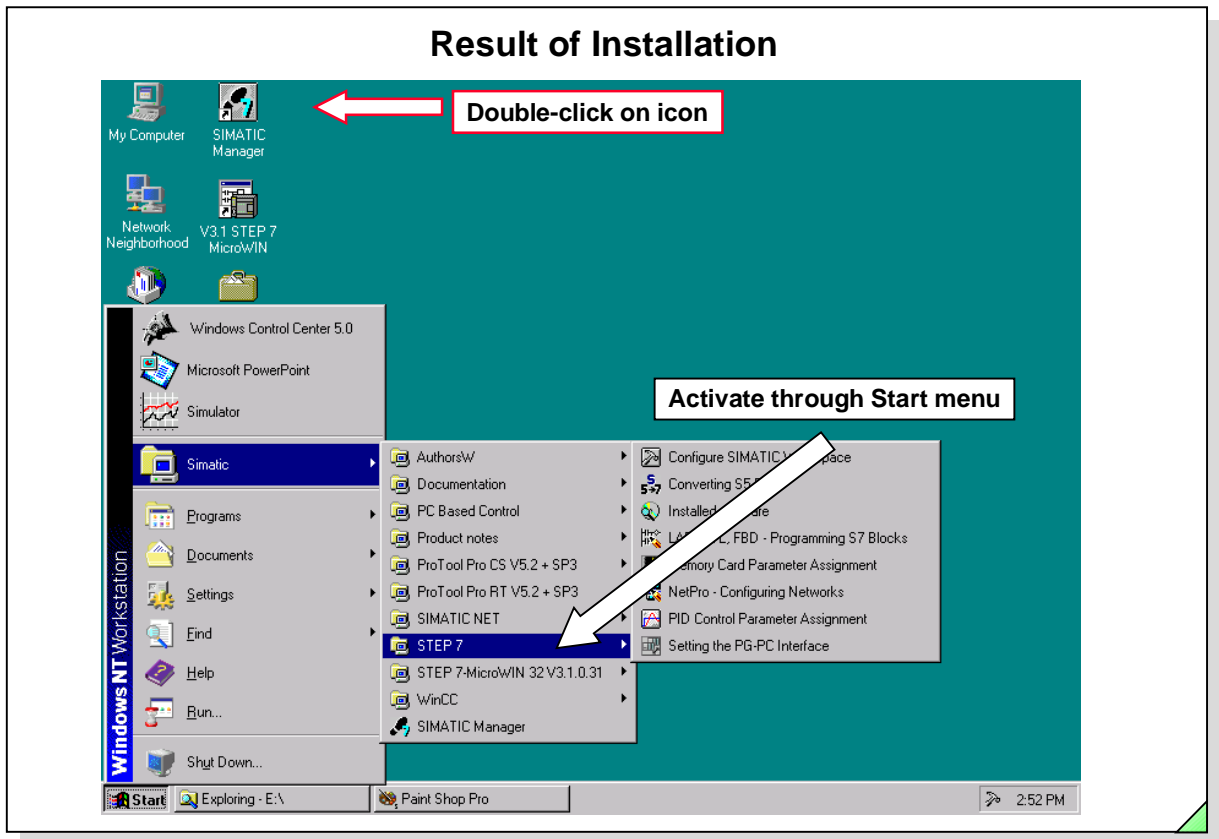 Result of Installation
Double-click on icon
My Computer
SIMATIC
Manager
Network
Neighborhood
V3.1 STEP 7
MicroWIN
Windows Control Center 5.0
Microsoft PowerPoint
Simulator
Activate through Start menu
Simatic
Programs
Documents
Settings
Find
Help
Run...
Shut Down...
Windows NT Workstation
AuthorsW
Documentation
PC Based Control
Product notes
ProTool Pro CS V5.2 + SP3
ProTool Pro RT V5.2 + SP3
SIMATIC NET
STEP 7
STEP 7-MicroWIN 32 V3.1.0.31
WinCC
SIMATIC Manager
Configure SIMATIC
Converting S5
Installed
FBD - Programming S7 Blocks
Memory Card Parameter Assignment
NetPro - Configuring Networks
PID Control Parameter Assignment
Setting the PG-PC Interface
Start
Exploring - E:\
Paint Shop Pro
2:52 PM